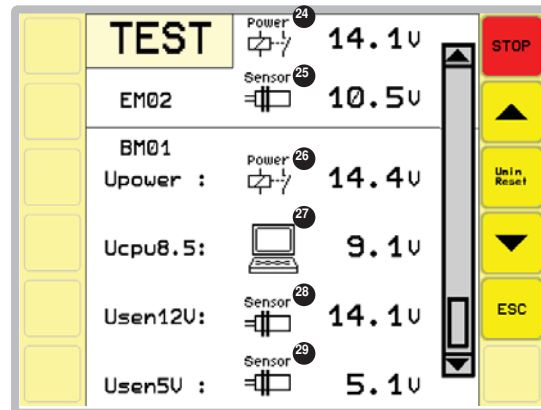 TEST Power 24 14.1V STOP
EM02 Sensor 25 10.5V
BM01
Upower : Power 26 14.4V Umin
Reset
Ucpu8.5: 27 9.1V
Usen12V: Sensor 28 14.1V ESC
Usen5V : Sensor 29 5.1V